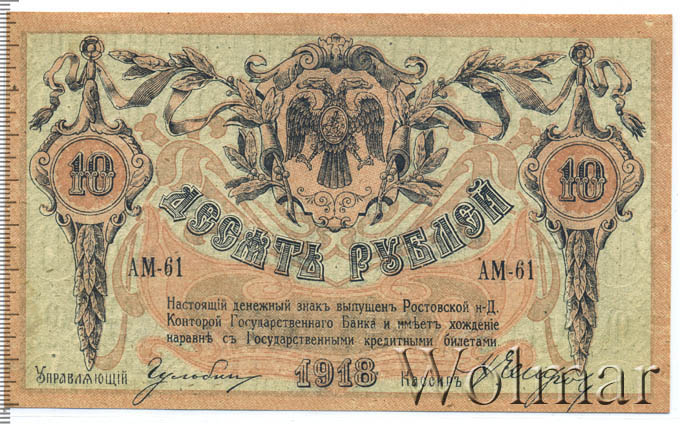 10 10
ДЕСЯТЬ РУБЛЕЙ
АМ-61 АМ-61
Настоящій денежный знакъ выпущенъ Ростовской н-Д.
Конторой Государственнаго Банка и имѣетъ хожденіе
наравнѣ съ Государственными кредитными билетами
Управляющій 1918 Кассиръ
Wolmar